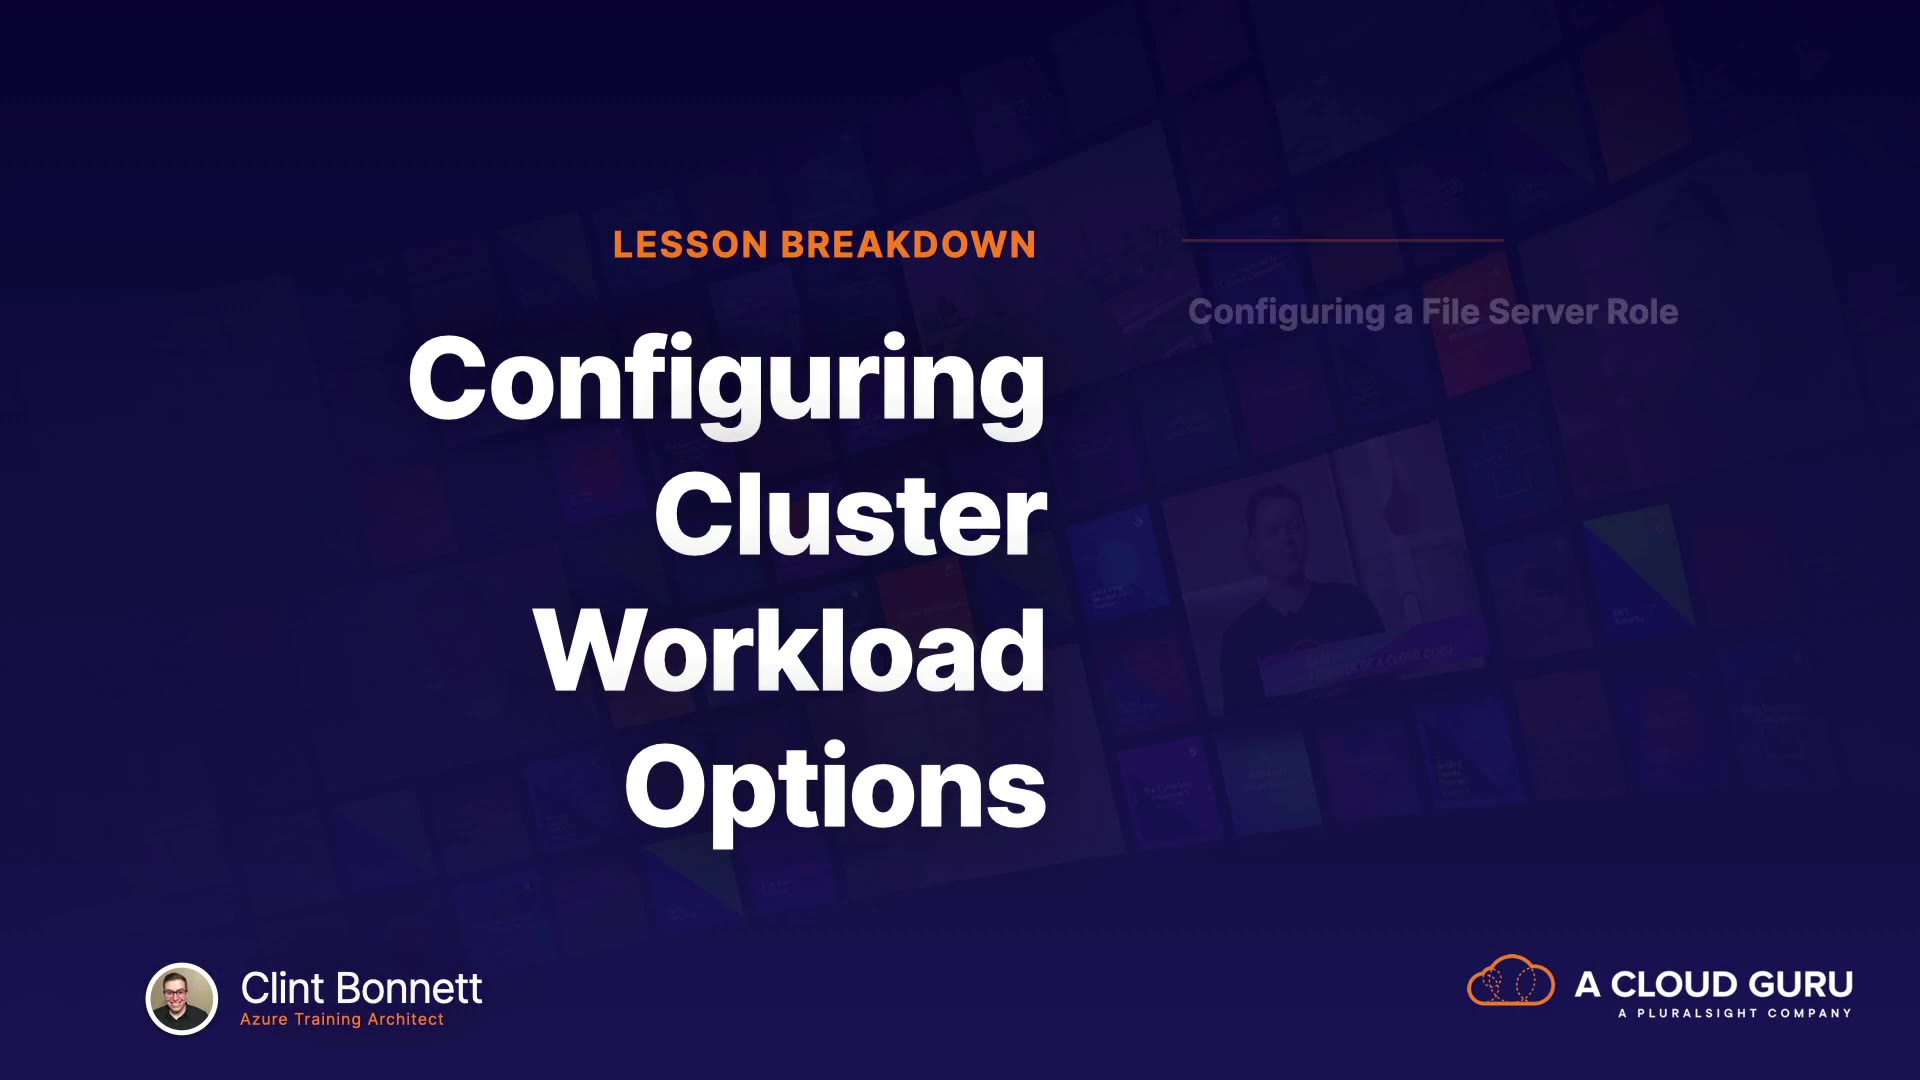 LESSON BREAKDOWN
Configuring
Cluster
Workload
Options
Configuring a File Server Role
Clint Bonnett
Azure Training Architect
A CLOUD GURU
A PLURALSIGHT COMPANY